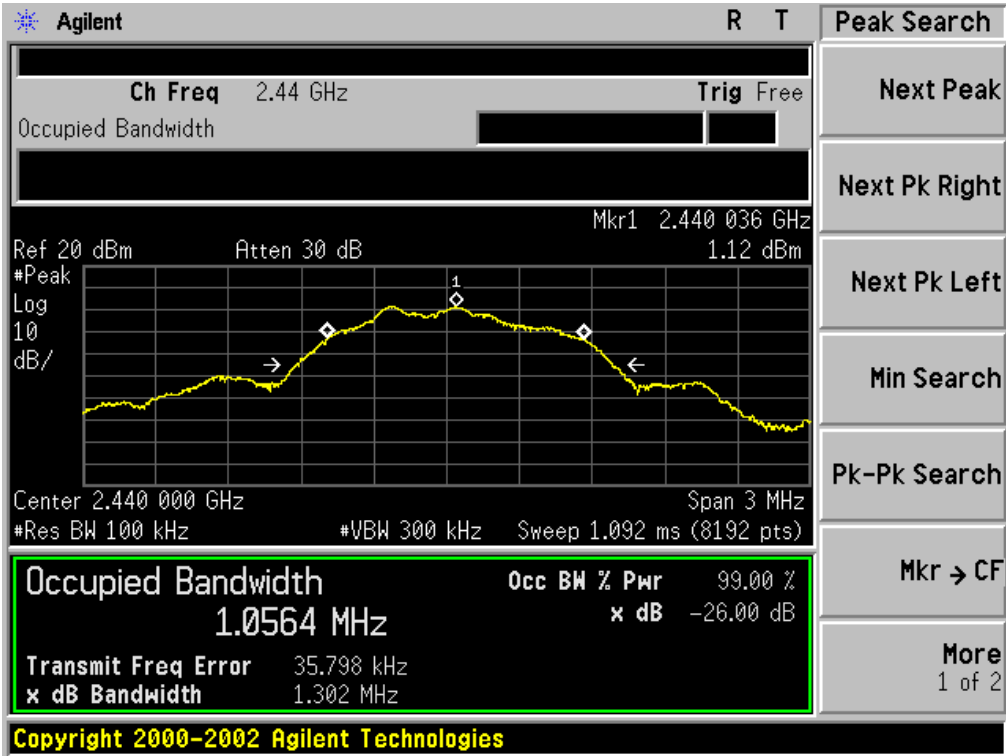 Agilent R T
Peak Search
Ch Freq 2.44 GHz Trig Free
Occupied Bandwidth
Mkr1 2.440 036 GHz
Ref 20 dBm Atten 30 dB 1.12 dBm
#Peak
Log
10
dB/
1
Center 2.440 000 GHz Span 3 MHz
#Res BW 100 kHz #VBW 300 kHz Sweep 1.092 ms (8192 pts)
Occupied Bandwidth Occ BW % Pwr 99.00 %
1.0564 MHz x dB -26.00 dB
Transmit Freq Error 35.798 kHz
x dB Bandwidth 1.302 MHz
Next Peak
Next Pk Right
Next Pk Left
Min Search
Pk-Pk Search
Mkr → CF
More
1 of 2
Copyright 2000-2002 Agilent Technologies